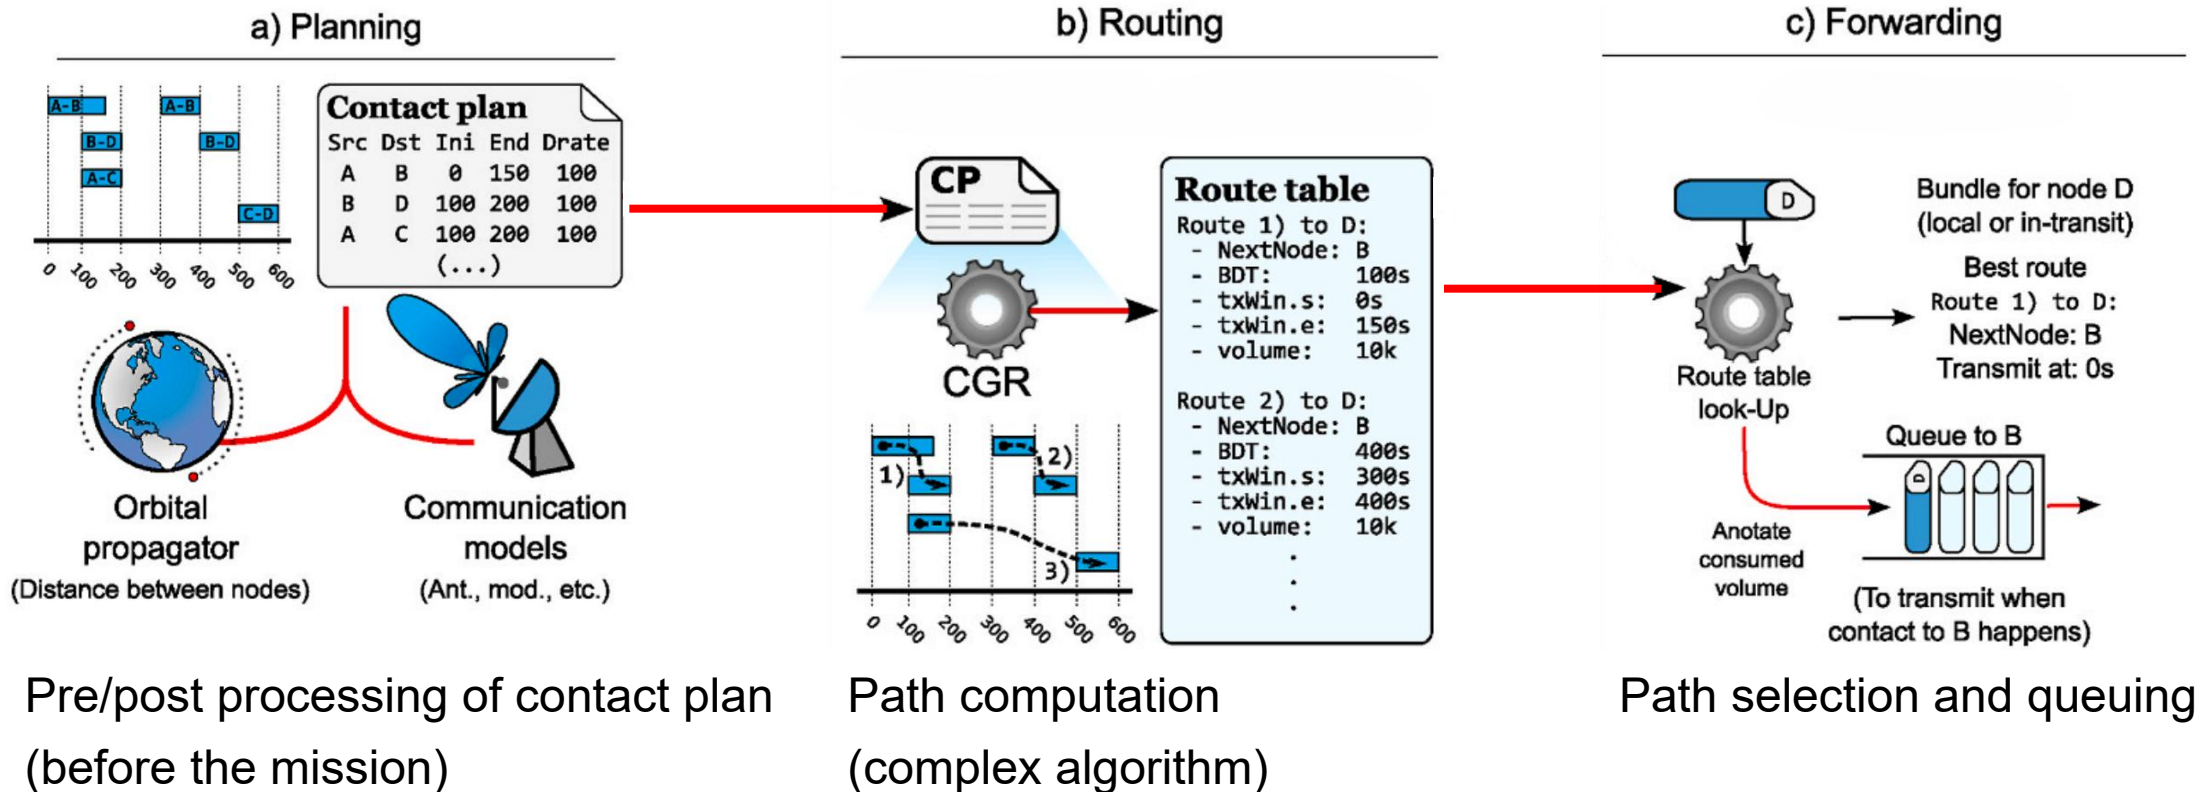 a) Planning
A-B
A-B
B-D
B-D
A-C
C-D
0 100 200 300 400 500 600
Contact plan
Src Dst Ini End Drate
A B 0 150 100
B D 100 200 100
A C 100 200 100
(...)
Orbital
propagator
(Distance between nodes)
Communication
models
(Ant., mod., etc.)
Pre/post processing of contact plan
(before the mission)
b) Routing
CP
CGR
1)
2)
3)
0 100 200 300 400 500 600
Route table
Route 1) to D:
- NextNode: B
- BDT: 100s
- txWin.s: 0s
- txWin.e: 150s
- volume: 10k
Route 2) to D:
- NextNode: B
- BDT: 400s
- txWin.s: 300s
- txWin.e: 400s
- volume: 10k
.
.
.
Path computation
(complex algorithm)
c) Forwarding
D
Bundle for node D
(local or in-transit)
Best route
Route 1) to D:
NextNode: B
Transmit at: 0s
Route table
look-Up
Queue to B
D
Anotate
consumed
volume
(To transmit when
contact to B happens)
Path selection and queuing